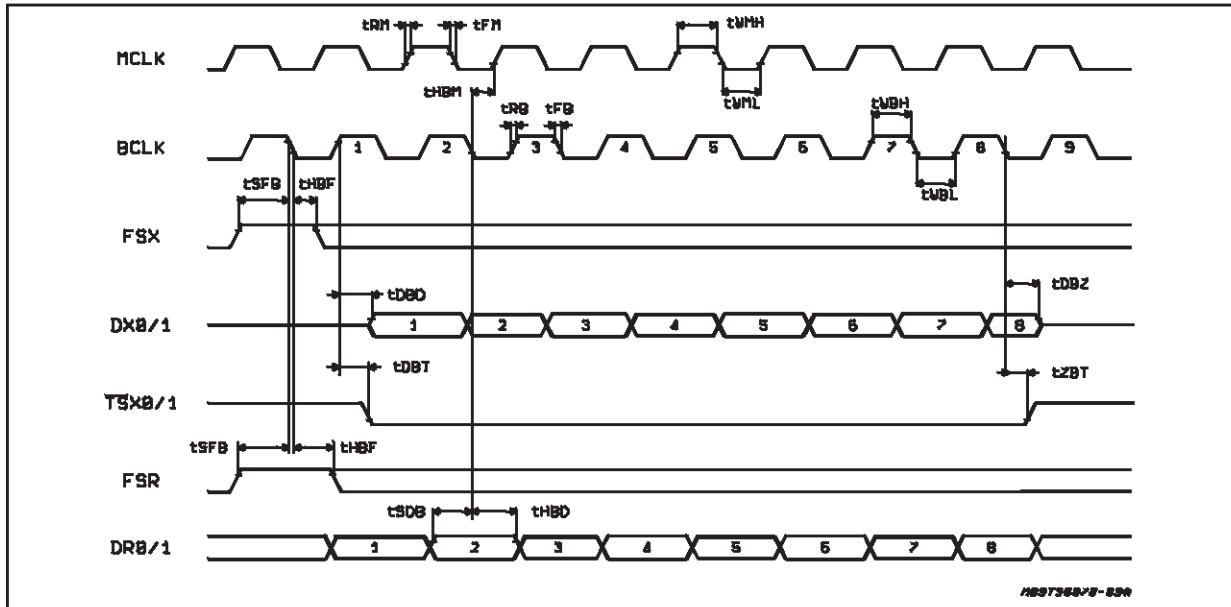 tRM tFM tWMH
MCLK
tHBM tRB tFB tWML tWBH
BCLK 1 2 3 4 5 6 7 8 9
tSFB tHBF tWBL
FSX
tDBD tDBZ
DX0/1 1 2 3 4 5 6 7 8
tDBT tZBT
TSX0/1
tSFB tHBF
FSR
tSDB tHBD
DR0/1 1 2 3 4 5 6 7 8